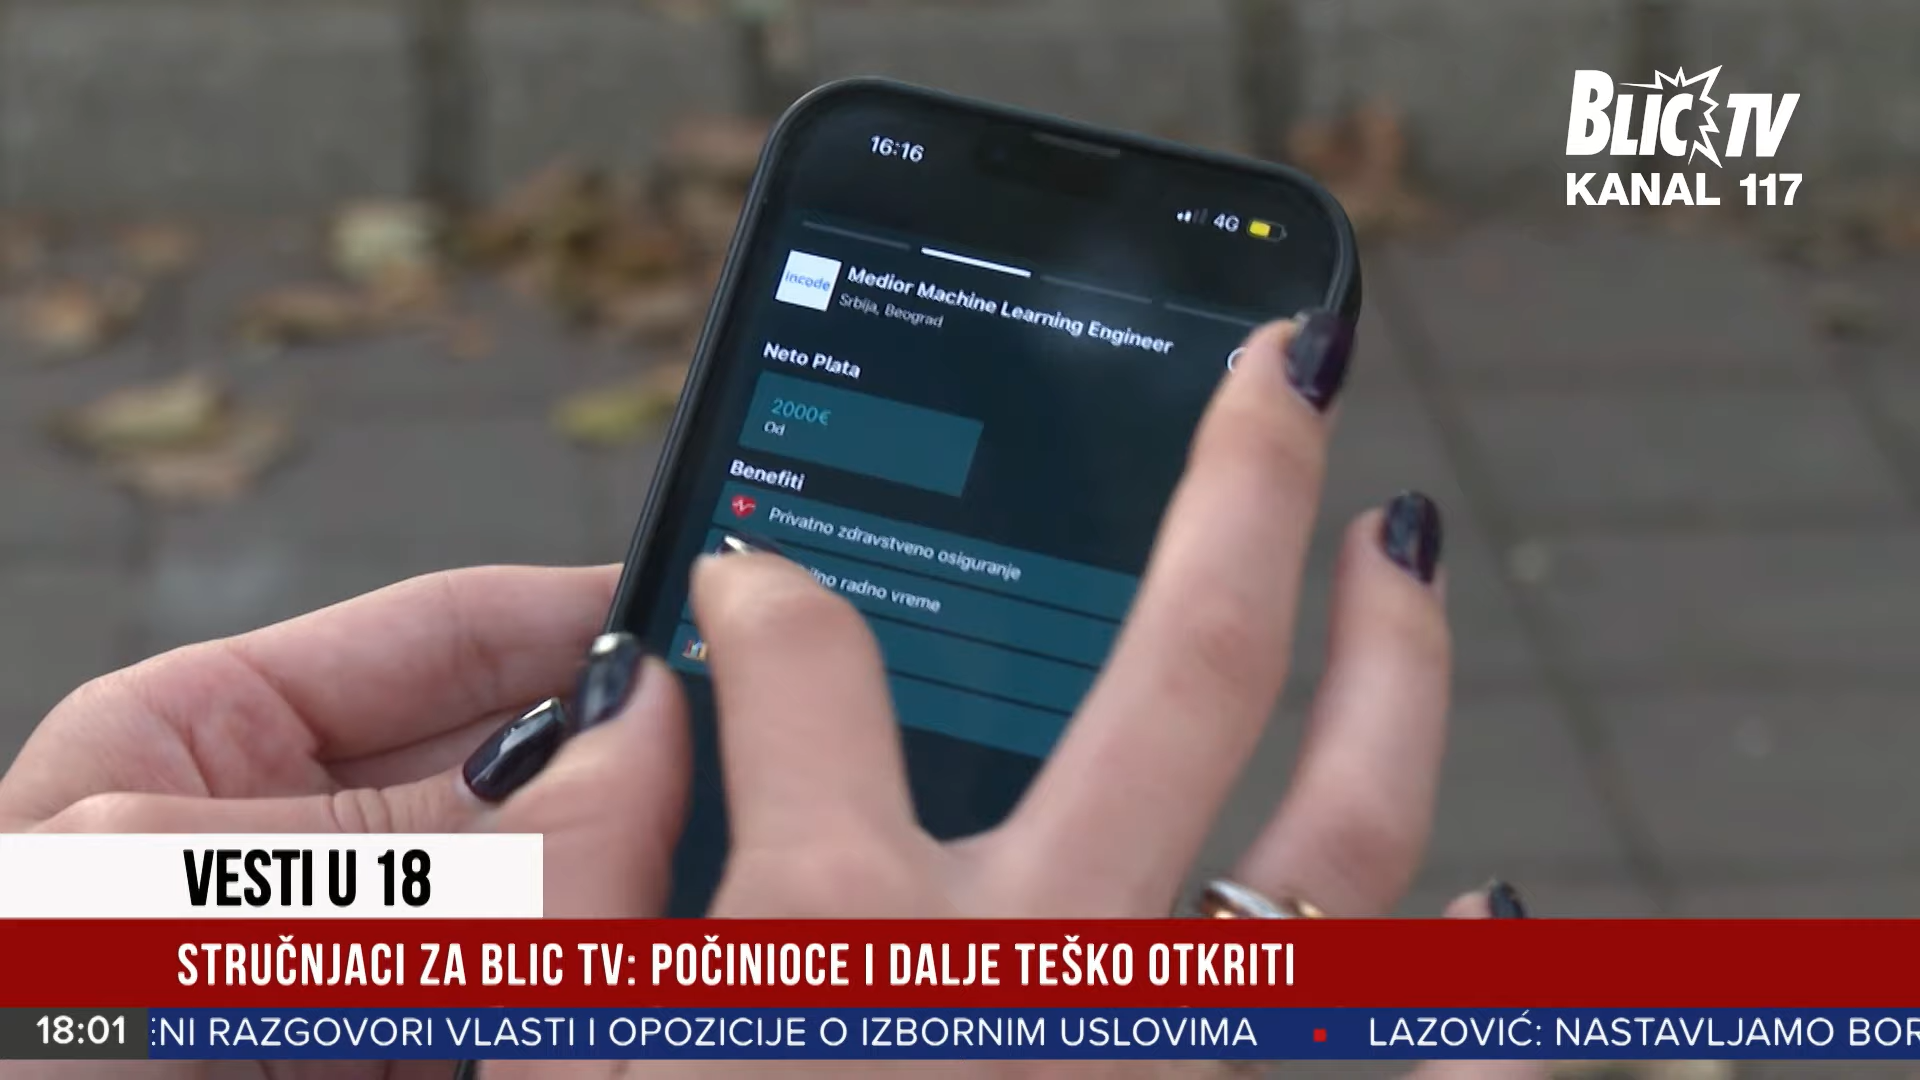 BLIC TV
KANAL 117
16:16
4G
incode
Medior Machine Learning Engineer
Srbija, Beograd
Neto Plata
2000€
Od
Benefiti
Privatno zdravstveno osiguranje
radno vreme
VESTI U 18
STRUČNJACI ZA BLIC TV: POČINIOCE I DALJE TEŠKO OTKRITI
18:01
RAZGOVORI VLASTI I OPOZICIJE O IZBORNIM USLOVIMA ▪ LAZOVIĆ: NASTAVLJAMO